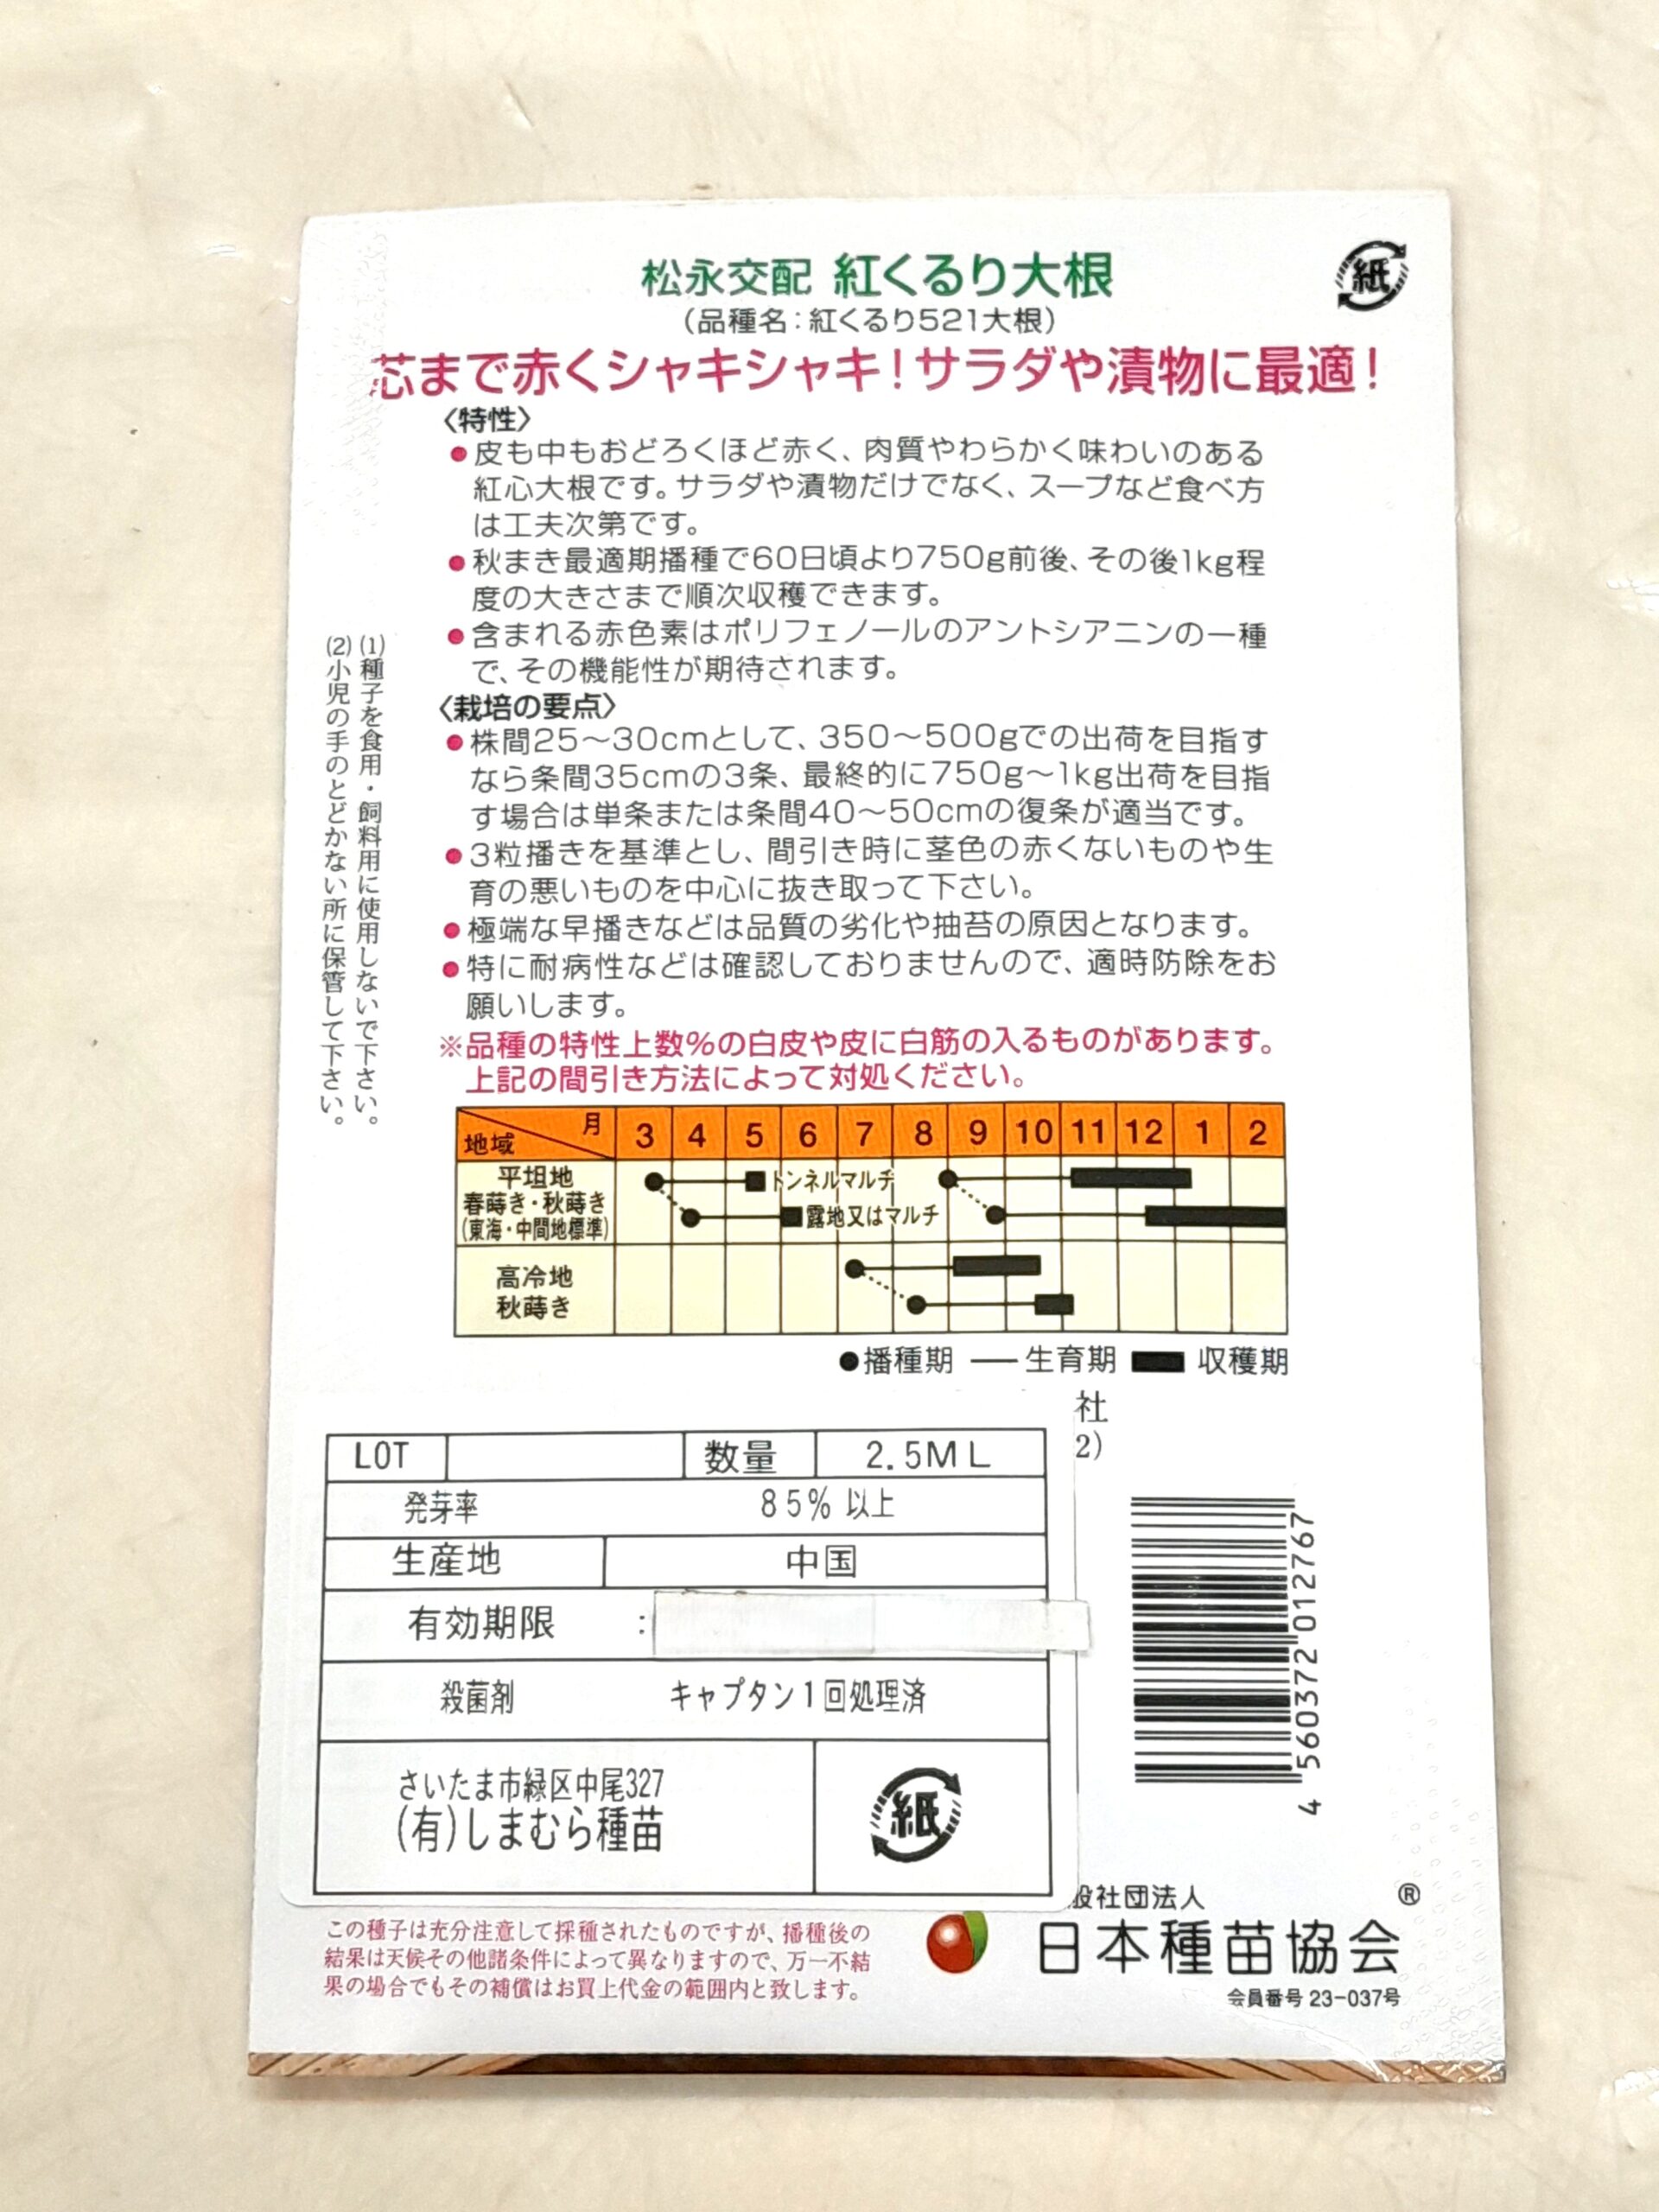 松永交配 紅くるり大根
紙
（品種名：紅くるり521大根）
芯まで赤くシャキシャキ！サラダや漬物に最適！
〈特性〉
●皮も中もおどろくほど赤く、肉質やわらかく味わいのある
紅心大根です。サラダや漬物だけでなく、スープなど食べ方
は工夫次第です。
●秋まき最適期播種で60日頃より750g前後、その後1kg程
度の大きさまで順次収穫できます。
●含まれる赤色素はポリフェノールのアントシアニンの一種
で、その機能性が期待されます。
〈栽培の要点〉
●株間25～30cmとして、350～500gでの出荷を目指す
なら条間35cmの3条、最終的に750g～1kg出荷を目指
す場合は単条または条間40～50cmの復条が適当です。
●3粒播きを基準とし、間引き時に茎色の赤くないものや生
育の悪いものを中心に抜き取って下さい。
●極端な早播きなどは品質の劣化や抽苔の原因となります。
●特に耐病性などは確認しておりませんので、適時防除をお
願いします。
※品種の特性上数％の白皮や皮に白筋の入るものがあります。
上記の間引き方法によって対処ください。
(1)種子を食用・飼料用に使用しないで下さい。
(2)小児の手のとどかない所に保管して下さい。
地域 月 3 4 5 6 7 8 9 10 11 12 1 2
平坦地
春蒔き・秋蒔き
(東海・中間地標準)
トンネルマルチ
露地又はマルチ
高冷地
秋蒔き
●播種期 ― 生育期 ■ 収穫期
社
2)
LOT 数量 2.5ML
発芽率 85% 以上
生産地 中国
有効期限 :
殺菌剤 キャプタン1回処理済
さいたま市緑区中尾327
(有)しまむら種苗
紙
4 560372 012767
般社団法人
日本種苗協会 ®
会員番号 23-037号
この種子は充分注意して採種されたものですが、播種後の
結果は天候その他諸条件によって異なりますので、万一不結
果の場合でもその補償はお買上代金の範囲内と致します。